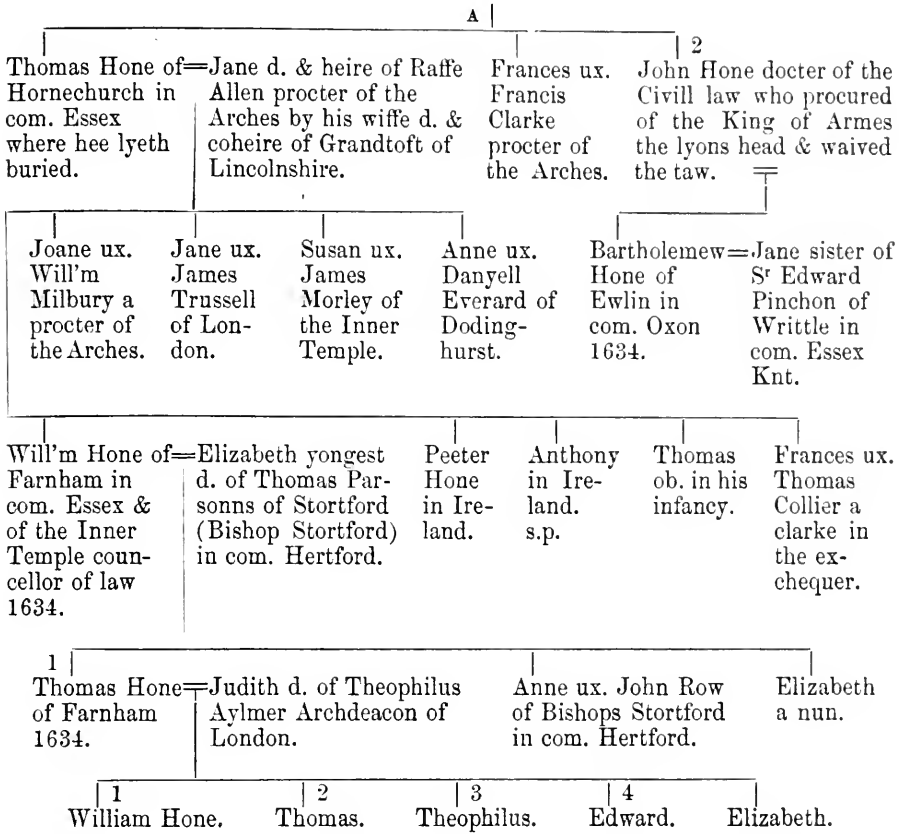 A
2
Thomas Hone of=Jane d. & heire of Raffe
Hornechurch in Allen procter of the
com. Essex Arches by his wiffe d. &
where hee lyeth coheire of Grandtoft of
buried. Lincolnshire.
Frances ux.
Francis
Clarke
procter of
the Arches.
John Hone docter of the
Civill law who procured
of the King of Armes
the lyons head & waived
the taw.
Joane ux.
Will'm
Milbury a
procter of
the Arches.
Jane ux.
James
Trussell
of Lon-
don.
Susan ux.
James
Morley of
the Inner
Temple.
Anne ux.
Danyell
Everard of
Doding-
hurst.
Bartholemew=Jane sister of
Hone of Sr Edward
Ewlin in Pinchon of
com. Oxon Writtle in
1634. com. Essex
Knt.
Will'm Hone of=Elizabeth yongest
Farnham in d. of Thomas Par-
com. Essex & sonns of Stortford
of the Inner (Bishop Stortford)
Temple coun- in com. Hertford.
cellor of law
1634.
Peeter
Hone
in Ire-
land.
Anthony
in Ire-
land.
s.p.
Thomas
ob. in his
infancy.
Frances ux.
Thomas
Collier a
clarke in
the ex-
chequer.
1
Thomas Hone=Judith d. of Theophilus
of Farnham Aylmer Archdeacon of
1634. London.
Anne ux. John Row
of Bishops Stortford
in com. Hertford.
Elizabeth
a nun.
1 2 3 4
William Hone. Thomas. Theophilus. Edward. Elizabeth.